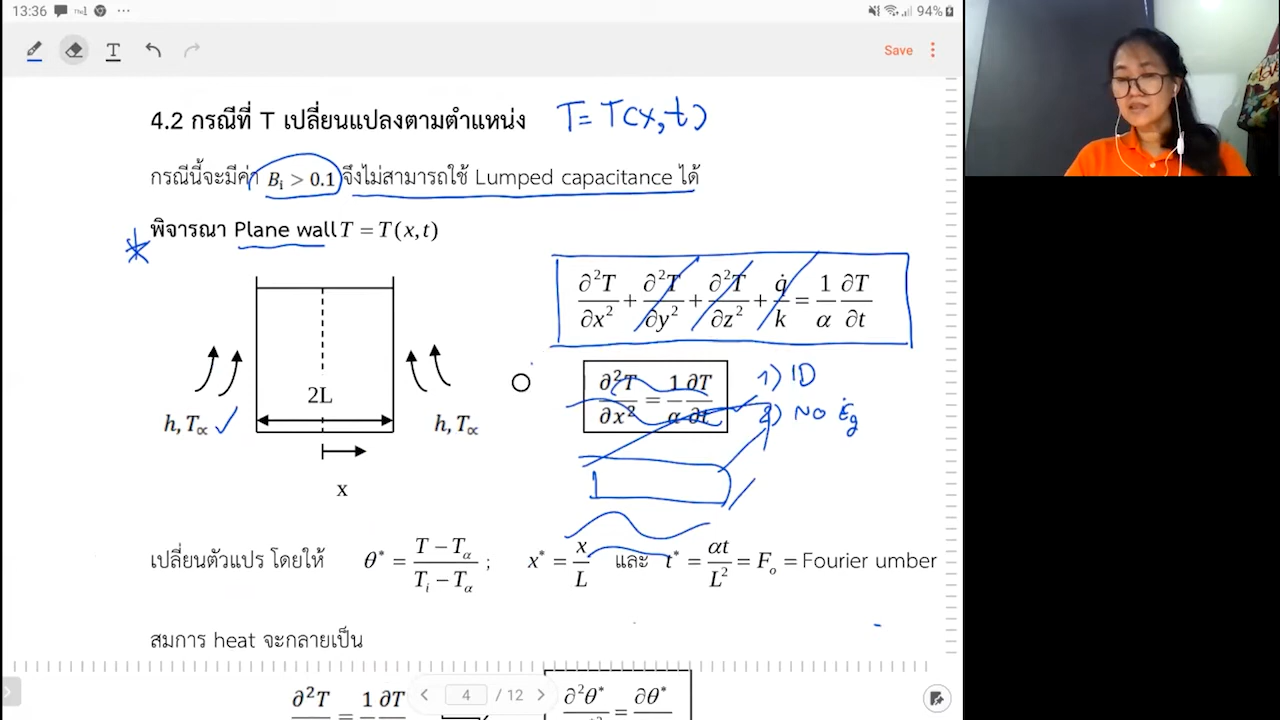 13:36 94%
Save
4.2 กรณีที่ T เปลี่ยนแปลงตามตำแหน่ง T = T(x,t)
กรณีนี้จะมีค่า Bi > 0.1 จึงไม่สามารถใช้ Lumped capacitance ได้
พิจารณา Plane wall T = T(x,t)
∂²T/∂x² + ∂²T/∂y² + ∂²T/∂z² + q̇/k = 1/α ∂T/∂t
∂²T/∂x² = 1/α ∂T/∂t
1) 1D
2) No Ėg
2L
h, T∝ h, T∝
x
เปลี่ยนตัวแปร โดยให้ θ* = (T − Tα)/(Ti − Tα) ; x* = x/L และ t* = αt/L² = Fo = Fourier umber
สมการ heat จะกลายเป็น
∂²T = 1 ∂T ∂²θ* = ∂θ*
4 / 12